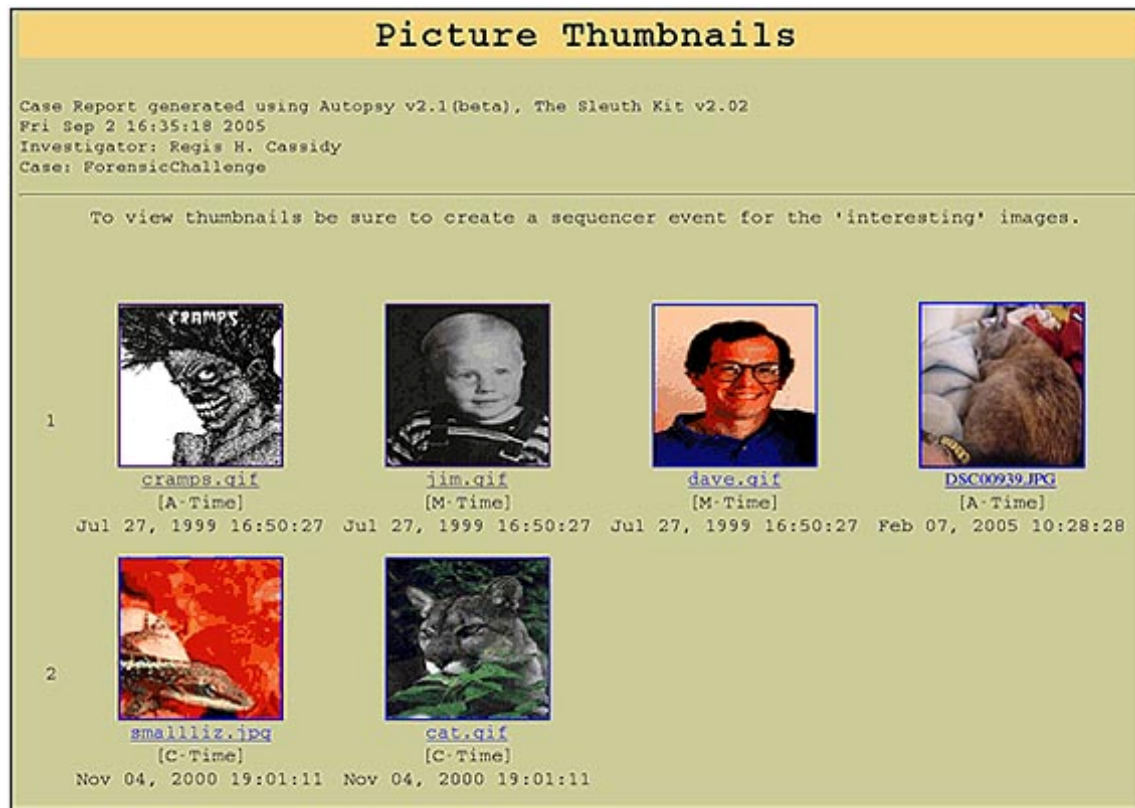 Picture Thumbnails
Case Report generated using Autopsy v2.1(beta), The Sleuth Kit v2.02
Fri Sep 2 16:35:18 2005
Investigator: Regis H. Cassidy
Case: ForensicChallenge
To view thumbnails be sure to create a sequencer event for the 'interesting' images.
CRAMPS
1
cramps.gif jim.gif dave.gif DSC00939.JPG
[A-Time] [M-Time] [M-Time] [A-Time]
Jul 27, 1999 16:50:27 Jul 27, 1999 16:50:27 Jul 27, 1999 16:50:27 Feb 07, 2005 10:28:28
2
smallliz.jpg cat.gif
[C-Time] [C-Time]
Nov 04, 2000 19:01:11 Nov 04, 2000 19:01:11